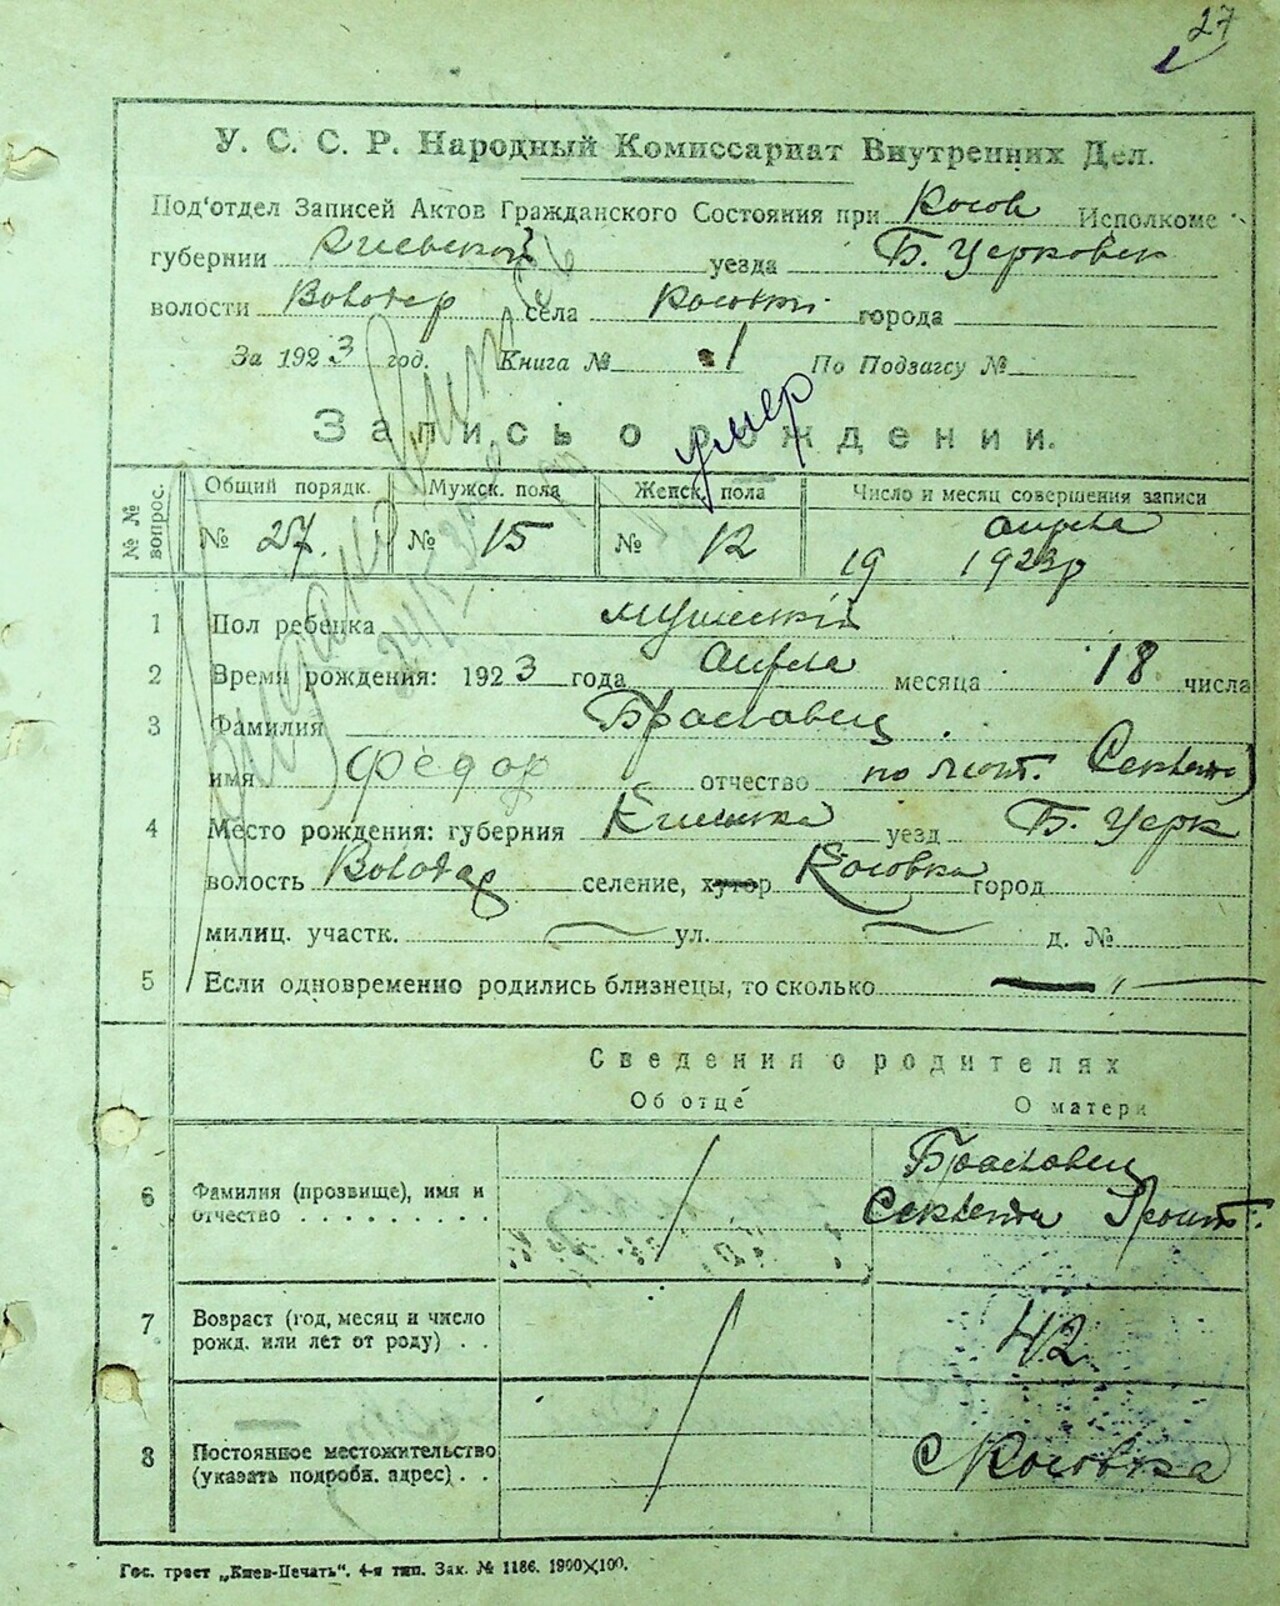 27
У. С. С. Р. Народный Комиссариат Внутренних Дел.
Под'отдел Записей Актов Гражданского Состояния при Косов Исполкоме
губернии Киевской уезда Б. Церковск
волости Володар села Косовки города
За 1923 год. Книга № 1 По Подзагсу №
умер
Запись о рождении.
№ № вопрос. Общий порядк. Мужск. пола Женск. пола Число и месяц совершения записи
№ 27. № 15 № 12 19 апреля 1923р
1 Пол ребенка мужеский
2 Время рождения: 1923 года Апреля месяца 18 числа
3 Фамилия Браславец
имя Федор отчество по мат.
4 Место рождения: губерния уезд Б. Церк
волость Володар селение, хутор Косовка город
милиц. участк. ул. д. №
5 Если одновременно родились близнецы, то сколько „
Сведения о родителях
Об отце О матери
6 Фамилия (прозвище), имя и отчество . . . . . . . . . Браславец
7 Возраст (год, месяц и число рожд. или лет от роду) . . 42
8 Постоянное местожительство (указать подробн. адрес) . . С Косовка
Гос. трест „Киев-Печать“. 4-я тип. Зак. № 1186. 1900×100.